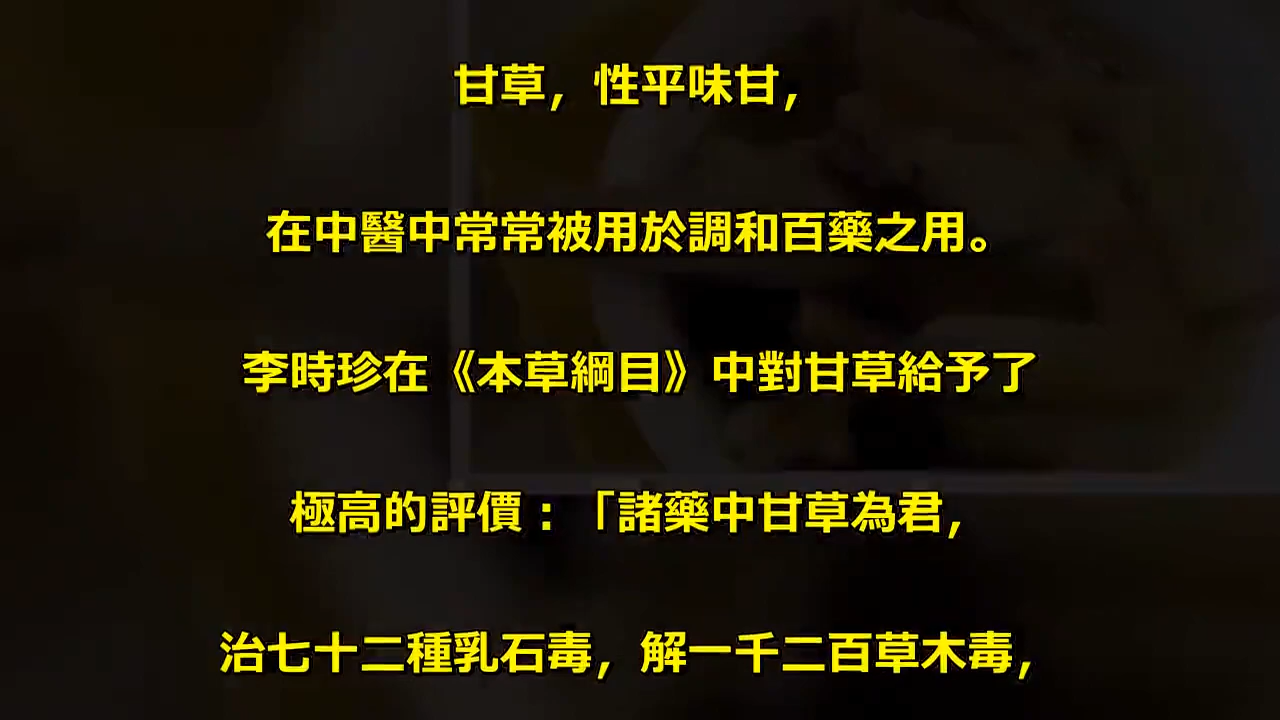 甘草，性平味甘，
在中醫中常常被用於調和百藥之用。
李時珍在《本草綱目》中對甘草給予了
極高的評價：「諸藥中甘草為君，
治七十二種乳石毒，解一千二百草木毒，